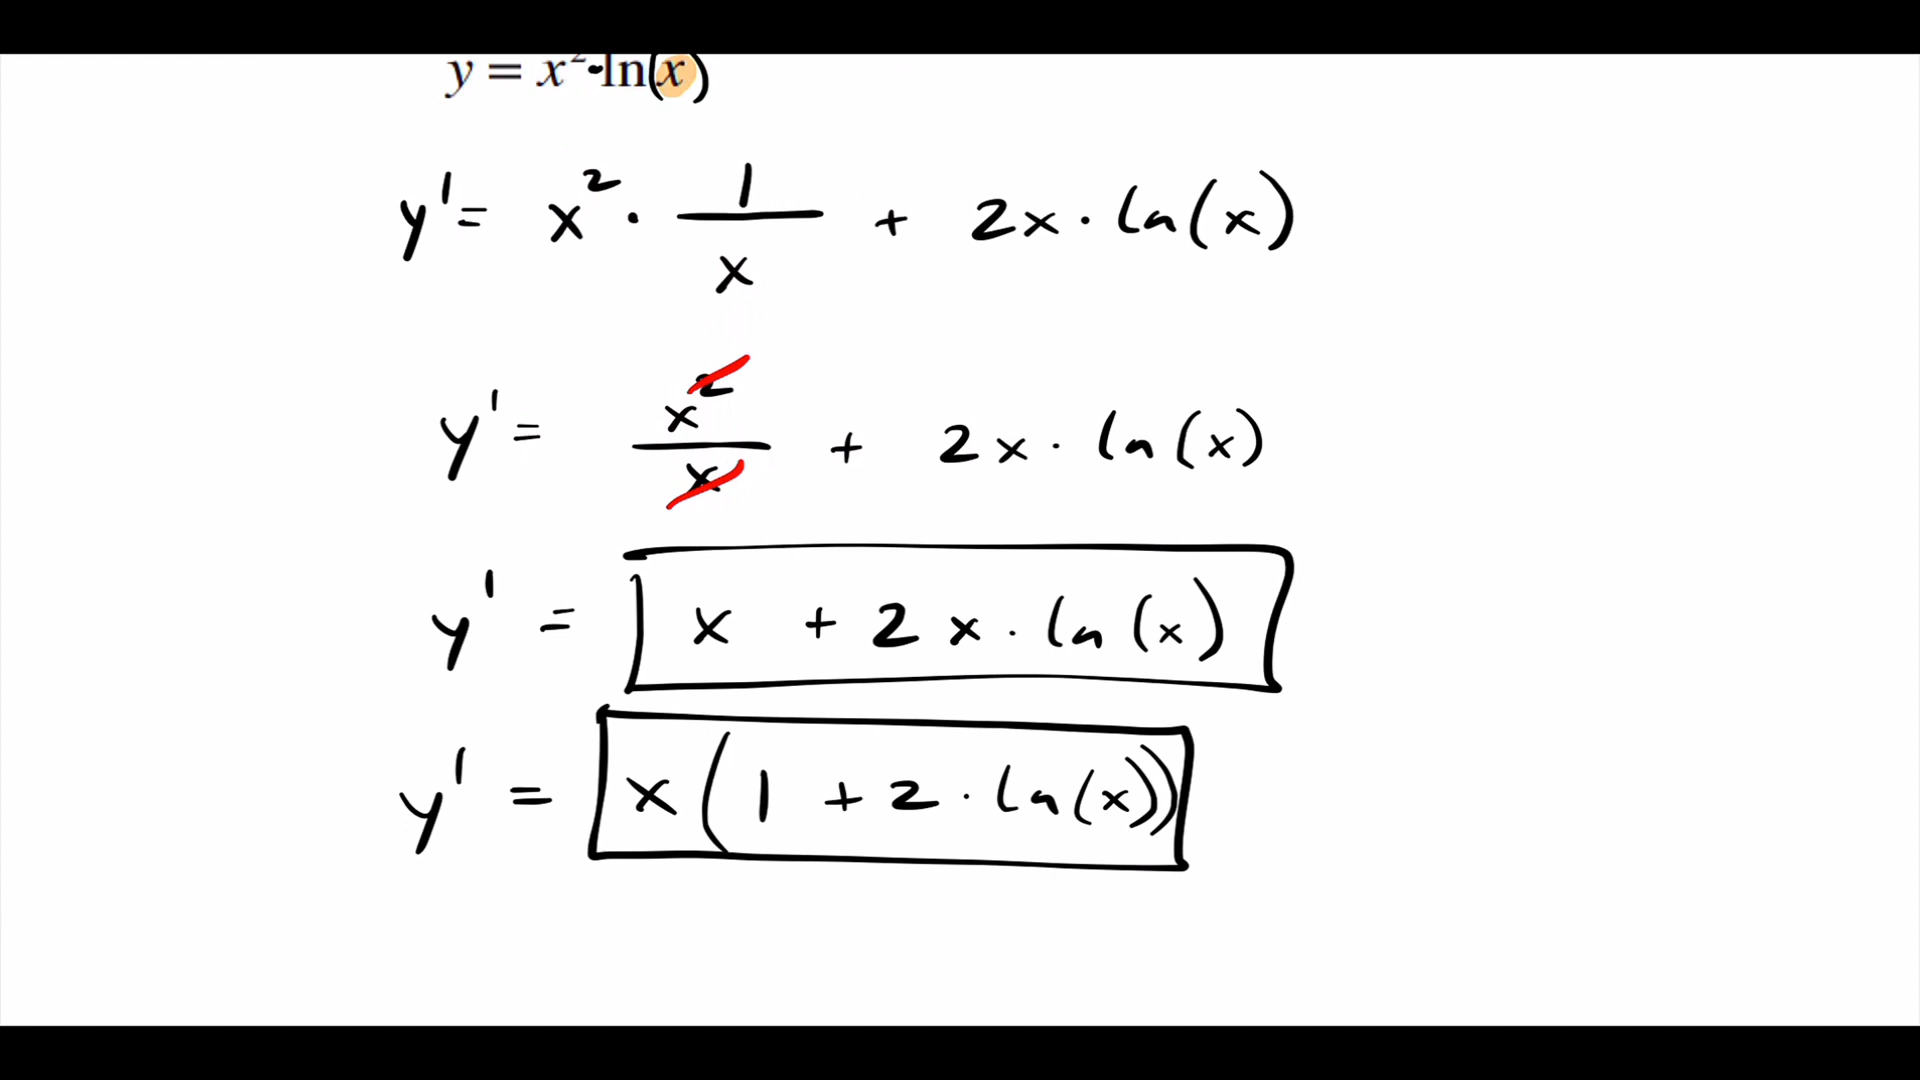 y = x²·ln(x)
y' = x² · 1/x + 2x · ln(x)
y' = x²/x + 2x · ln(x)
y' = x + 2x · ln(x)
y' = x(1 + 2 · ln(x))